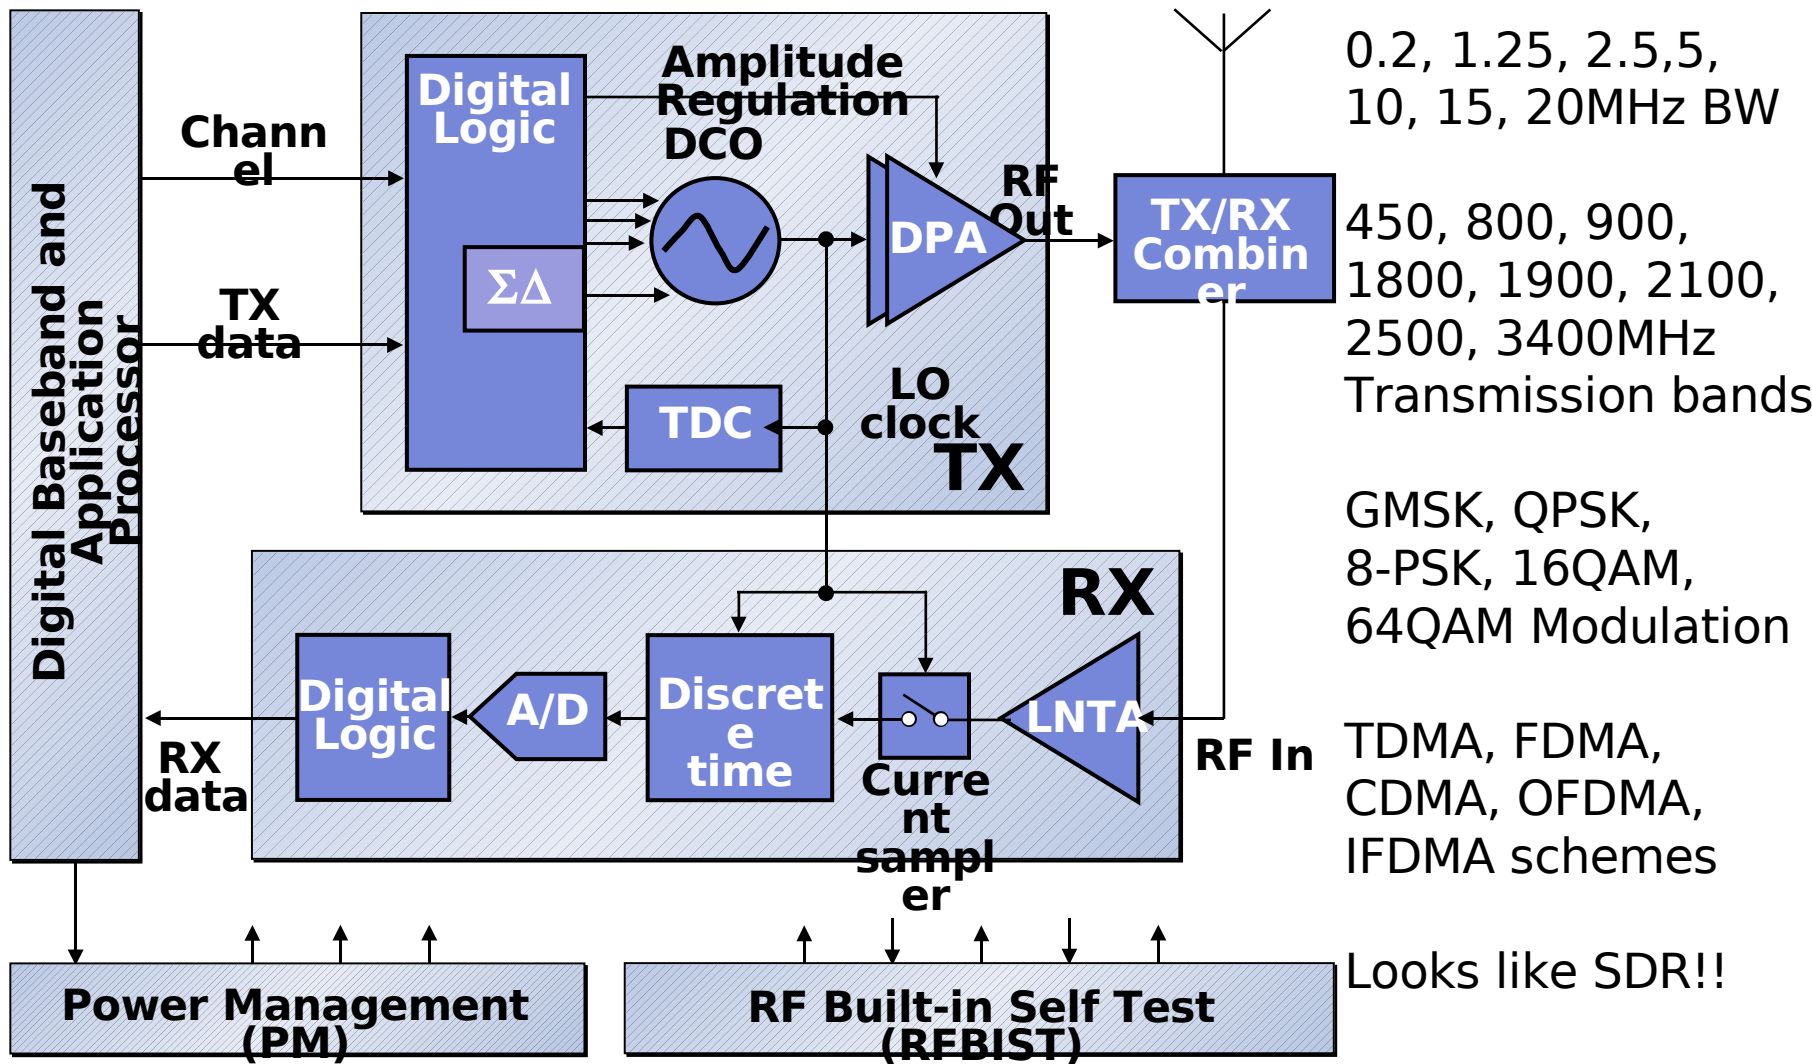 Digital Baseband and
Application
Processor
Chann
el
TX
data
Digital
Logic
ΣΔ
Amplitude
Regulation
DCO
DPA
RF
Out
TX/RX
Combin
er
TDC
LO
clock
TX
RX
Digital
Logic
A/D
Discret
e
time
Curre
nt
sampl
er
LNTA
RF In
RX
data
Power Management
(PM)
RF Built-in Self Test
(RFBIST)
0.2, 1.25, 2.5,5,
10, 15, 20MHz BW
450, 800, 900,
1800, 1900, 2100,
2500, 3400MHz
Transmission bands
GMSK, QPSK,
8-PSK, 16QAM,
64QAM Modulation
TDMA, FDMA,
CDMA, OFDMA,
IFDMA schemes
Looks like SDR!!